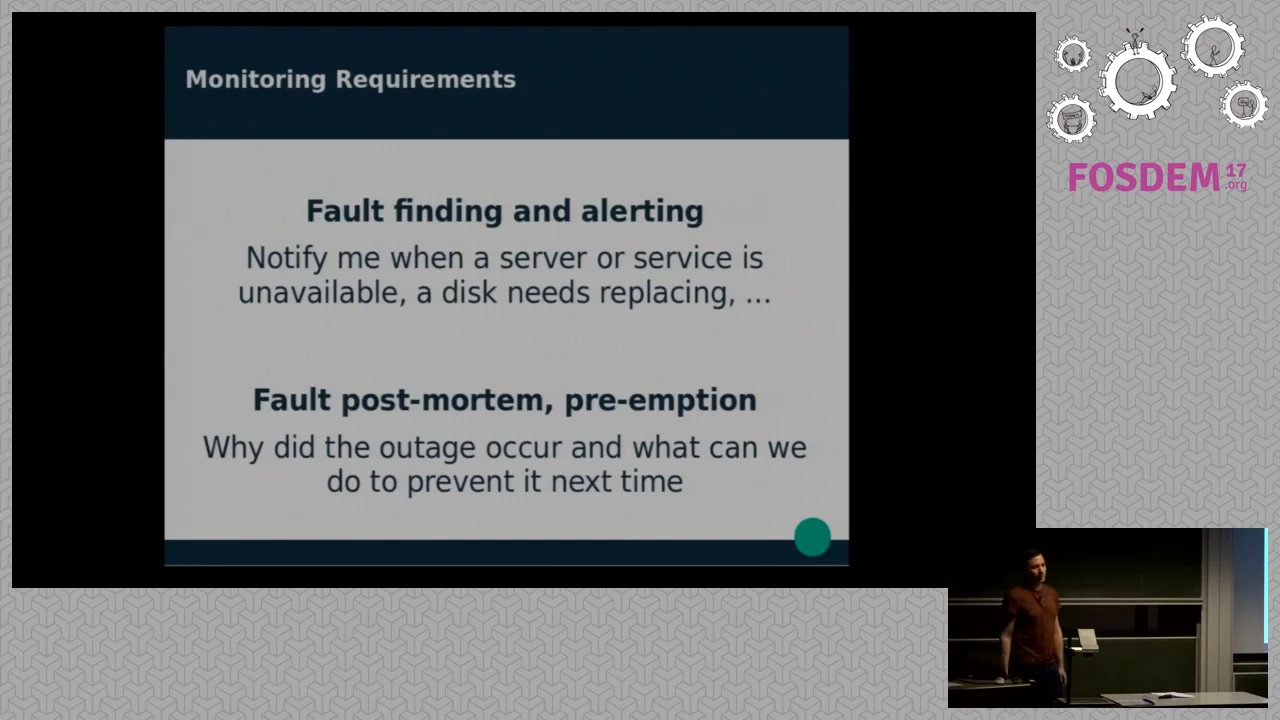 Monitoring Requirements
Fault finding and alerting
Notify me when a server or service is
unavailable, a disk needs replacing, ...
Fault post-mortem, pre-emption
Why did the outage occur and what can we
do to prevent it next time
FOSDEM 17
.org